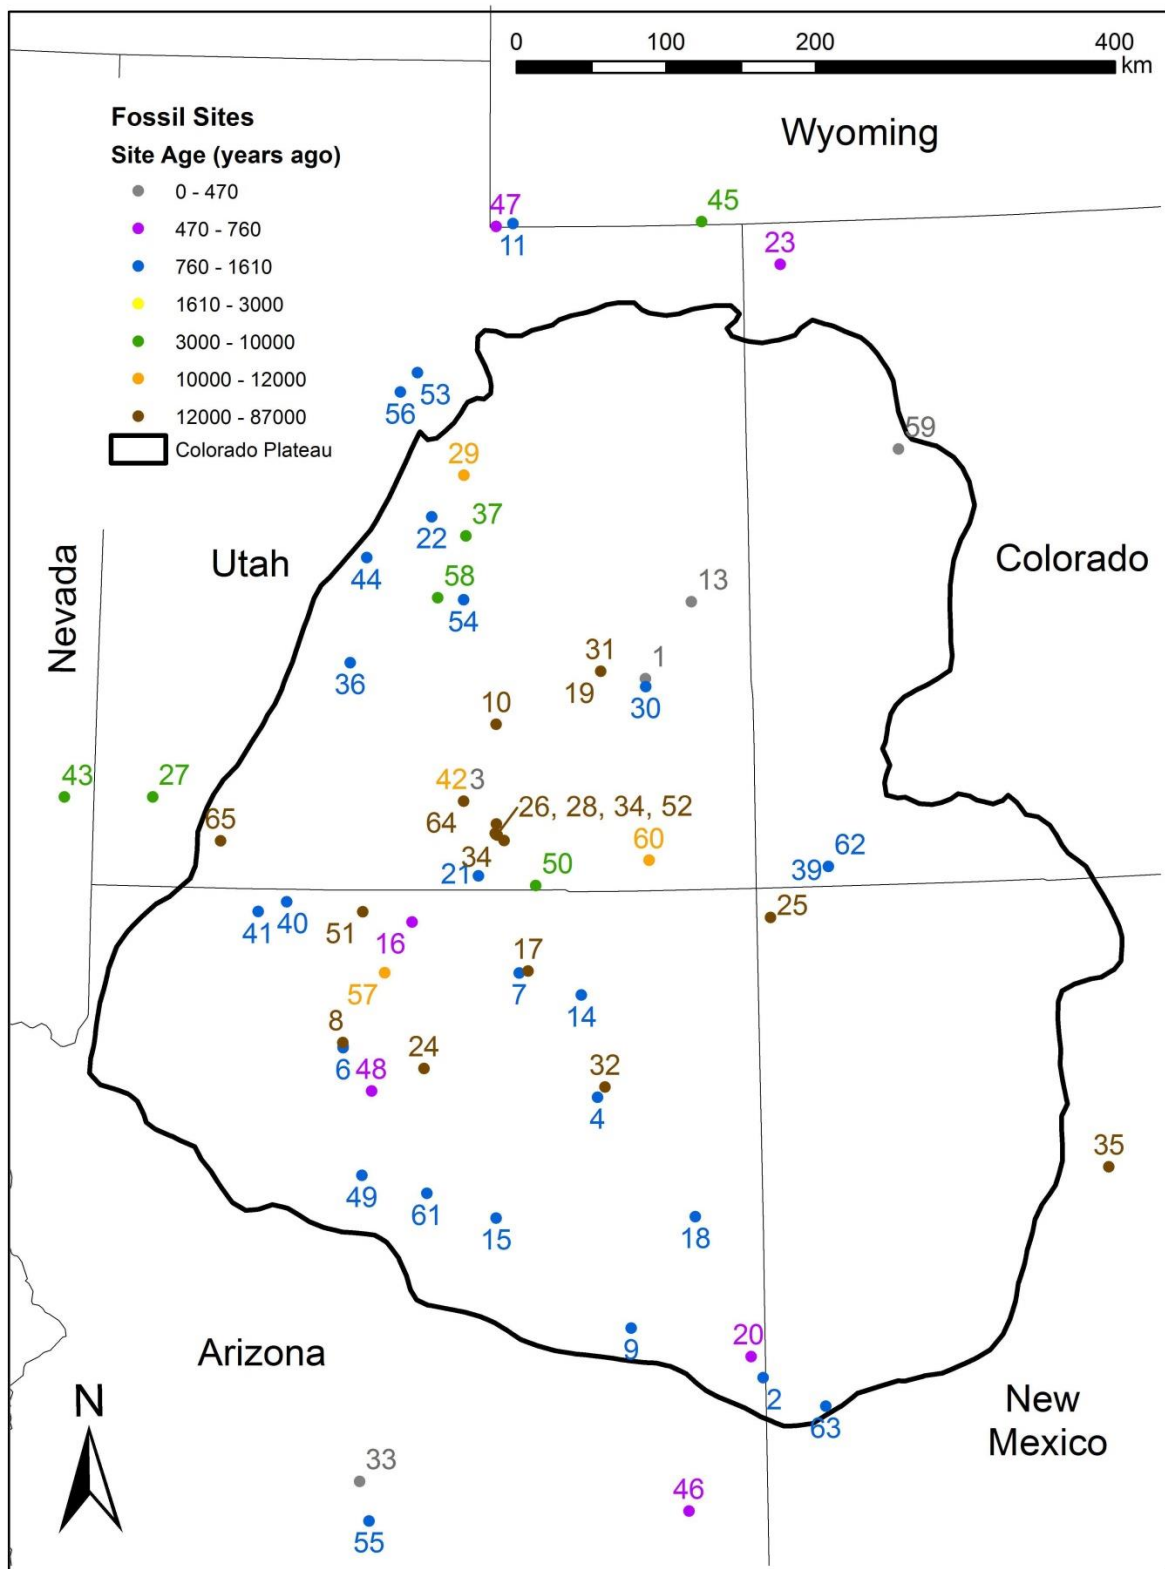 0 100 200 400
km
Fossil Sites
Site Age (years ago)
0 - 470
470 - 760
760 - 1610
1610 - 3000
3000 - 10000
10000 - 12000
12000 - 87000
Colorado Plateau
Wyoming
47
11
45
23
53
56
59
29
37
22
Utah
Colorado
44
58
54
13
Nevada
31
1
19
30
36
10
43
27
42
3
64
26, 28, 34, 52
65
34
60
62
39
21
50
25
41
40
51
16
17
57
7
14
8
6
24
48
32
4
35
49
61
15
18
9
20
Arizona
2
63
New
Mexico
N
33
46
55